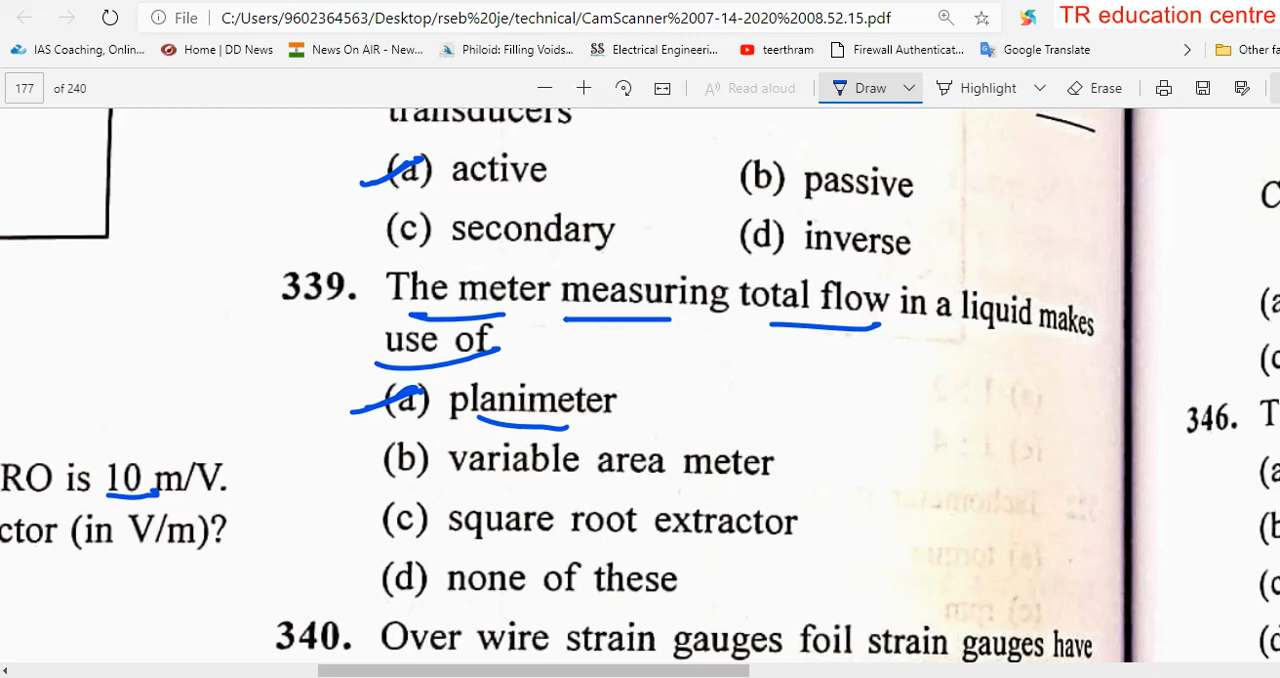 File C:/Users/9602364563/Desktop/rseb%20je/technical/CamScanner%2007-14-2020%2008.52.15.pdf
TR education centre
IAS Coaching, Onlin... Home | DD News News On AIR - New... Philoid: Filling Voids... Electrical Engineeri... teerthram Firewall Authenticat... Google Translate Other fa
177 of 240 Read aloud Draw Highlight Erase
transducers
(a) active (b) passive
(c) secondary (d) inverse
339. The meter measuring total flow in a liquid makes
use of
(a) planimeter
(b) variable area meter
(c) square root extractor
(d) none of these
340. Over wire strain gauges foil strain gauges have
RO is 10 m/V.
ctor (in V/m)?
C
(a
(c
346. T
(a
(b
(c
(d